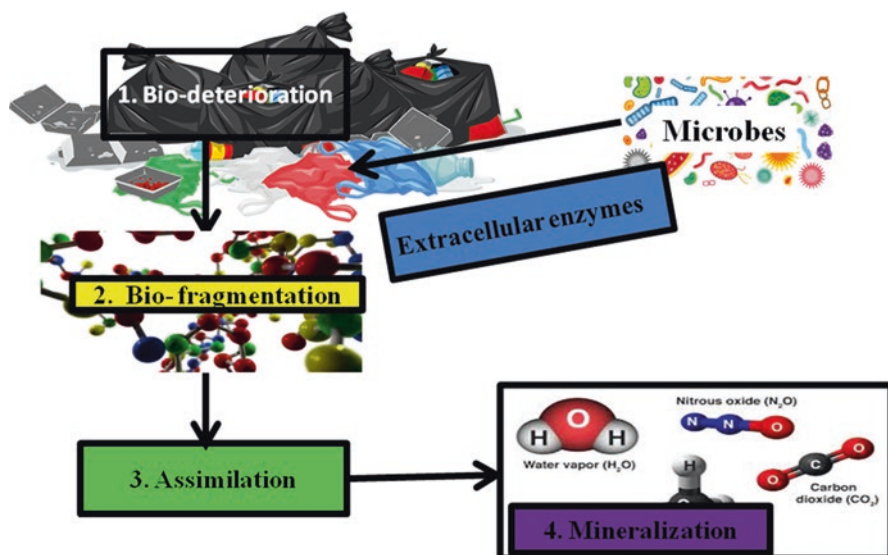 1. Bio-deterioration
Microbes
Extracellular enzymes
2. Bio- fragmentation
3. Assimilation
Nitrous oxide (N₂O)
N N O
H O H
Water vapor (H₂O)
O C O
Carbon
dioxide (CO₂)
H
4. Mineralization